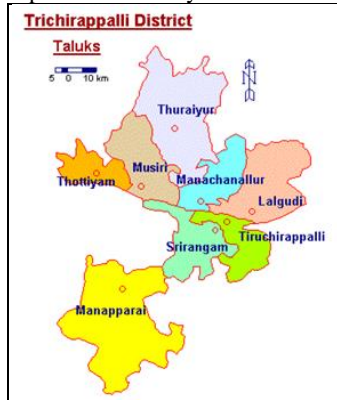 Trichirappalli District
Taluks
5 0 10 km
N
Thuraiyur
Musiri
Thottiyam
Manachanallur
Lalgudi
Tiruchirappalli
Srirangam
Manapparai